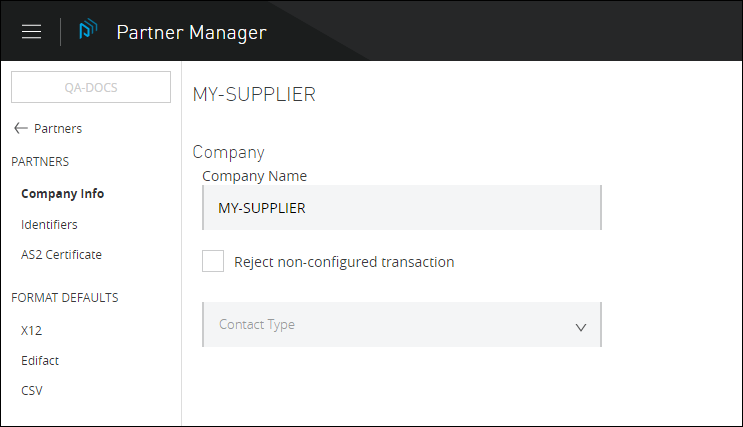 Partner Manager
QA-DOCS
Partners
PARTNERS
Company Info
Identifiers
AS2 Certificate
FORMAT DEFAULTS
X12
Edifact
CSV
MY-SUPPLIER
Company
Company Name
MY-SUPPLIER
Reject non-configured transaction
Contact Type